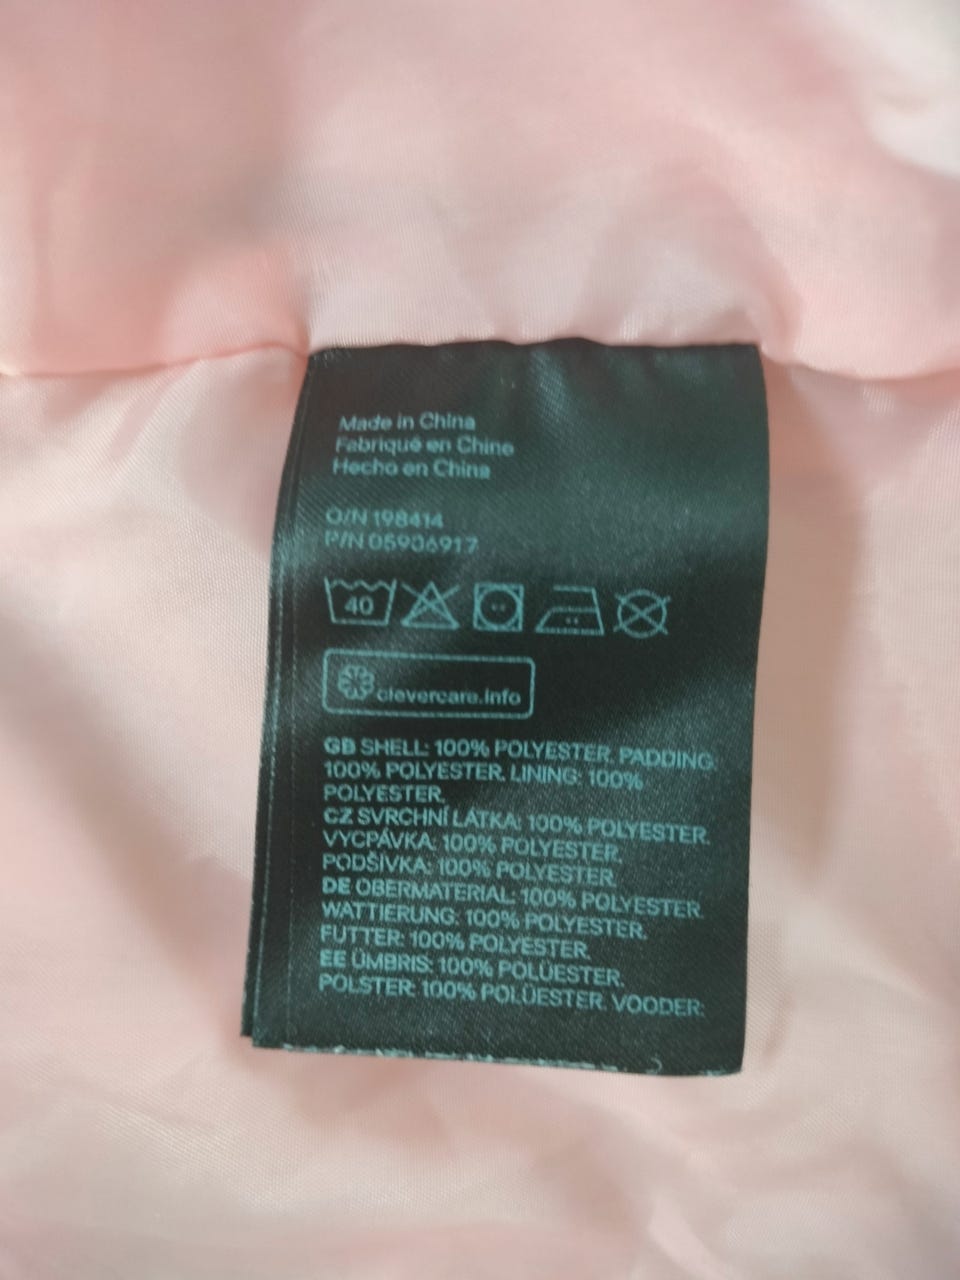 Made in China
Fabriqué en Chine
Hecho en China
O/N 198414
P/N 05906917
40
clevercare.info
GB SHELL: 100% POLYESTER. PADDING:
100% POLYESTER. LINING: 100%
POLYESTER.
CZ SVRCHNÍ LÁTKA: 100% POLYESTER.
VYCPÁVKA: 100% POLYESTER.
PODŠÍVKA: 100% POLYESTER.
DE OBERMATERIAL: 100% POLYESTER.
WATTIERUNG: 100% POLYESTER.
FUTTER: 100% POLYESTER.
EE ÜMBRIS: 100% POLÜESTER.
POLSTER: 100% POLÜESTER. VOODER: